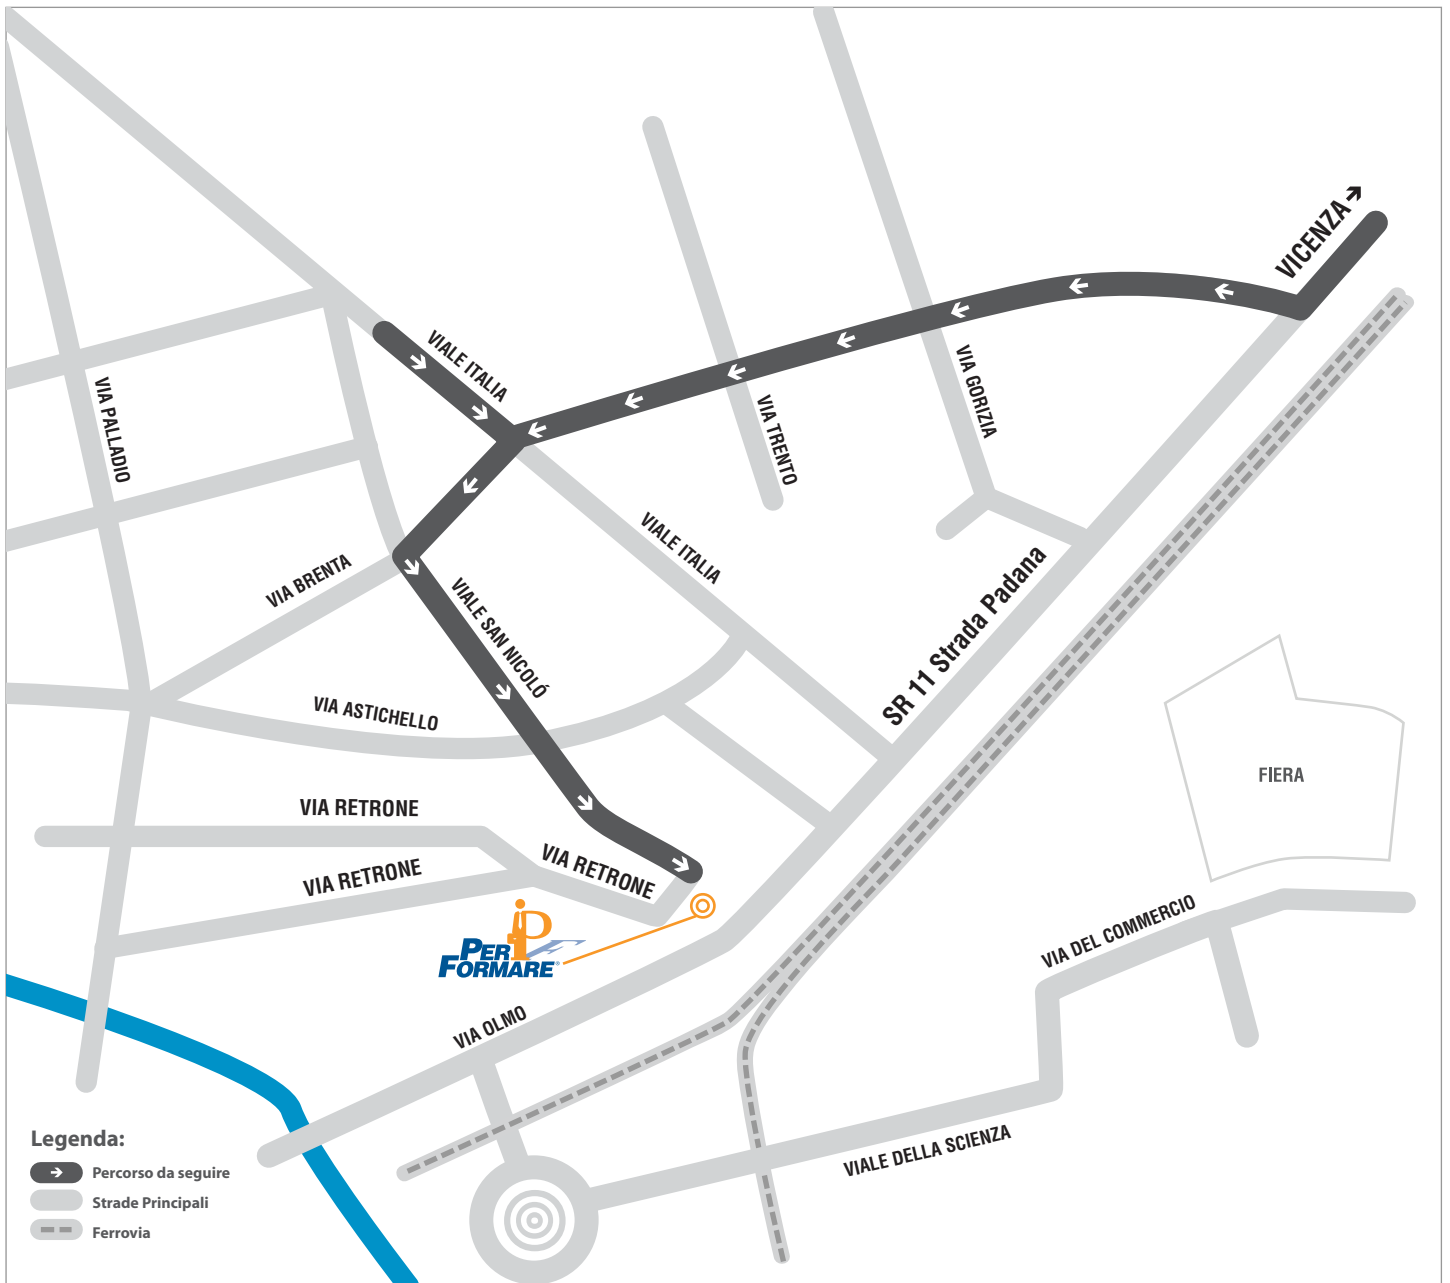 VICENZA
VIALE ITALIA
VIA GORIZIA
VIA PALLADIO
VIA TRENTO
VIALE ITALIA
VIA BRENTA
SR 11 Strada Padana
VIALE SAN NICOLÓ
VIA ASTICHELLO
FIERA
VIA RETRONE
VIA RETRONE
VIA RETRONE
P
F
PER
FORMARE®
VIA DEL COMMERCIO
VIA OLMO
VIALE DELLA SCIENZA
Legenda:
Percorso da seguire
Strade Principali
Ferrovia